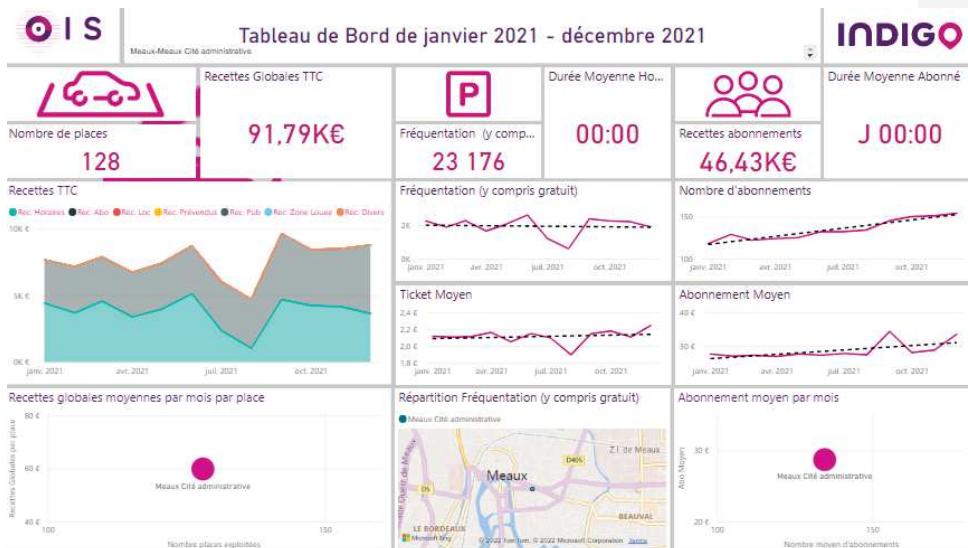 OIS
Tableau de Bord de janvier 2021 - décembre 2021
Meaux-Meaux Cité administrative
INDIGO
Nombre de places
128
Recettes Globales TTC
91,79K€
P
Fréquentation (y comp...
23 176
Durée Moyenne Ho...
00:00
Recettes abonnements
46,43K€
Durée Moyenne Abonné
J 00:00
Recettes TTC
Rec. Horaires Rec. Abo Rec. Loc Rec. Prévendus Rec. Pub Rec. Zone Louée Rec. Divers
10K €
5K €
0K €
janv. 2021 avr. 2021 juil. 2021 oct. 2021
Fréquentation (y compris gratuit)
2K
0K
janv. 2021 avr. 2021 juil. 2021 oct. 2021
Nombre d'abonnements
150
100
janv. 2021 avr. 2021 juil. 2021 oct. 2021
Ticket Moyen
2,4 €
2,2 €
2,0 €
1,8 €
janv. 2021 avr. 2021 juil. 2021 oct. 2021
Abonnement Moyen
40 €
30 €
janv. 2021 avr. 2021 juil. 2021 oct. 2021
Recettes globales moyennes par mois par place
Recettes Globales par place
80 €
60 €
40 €
Meaux Cité administrative
100 150
Nombre places exploitées
Répartition Fréquentation (y compris gratuit)
Meaux Cité administrative
Z.I. de Meaux
D405
Meaux
D5
BEAUVAL
LE BORDEAUX
Microsoft Bing
© 2022 TomTom, © 2022 Microsoft Corporation Terms
Abonnement moyen par mois
Abo Moyen
30 €
20 €
Meaux Cité administrative
100 150
Nombre moyen d'abonnements